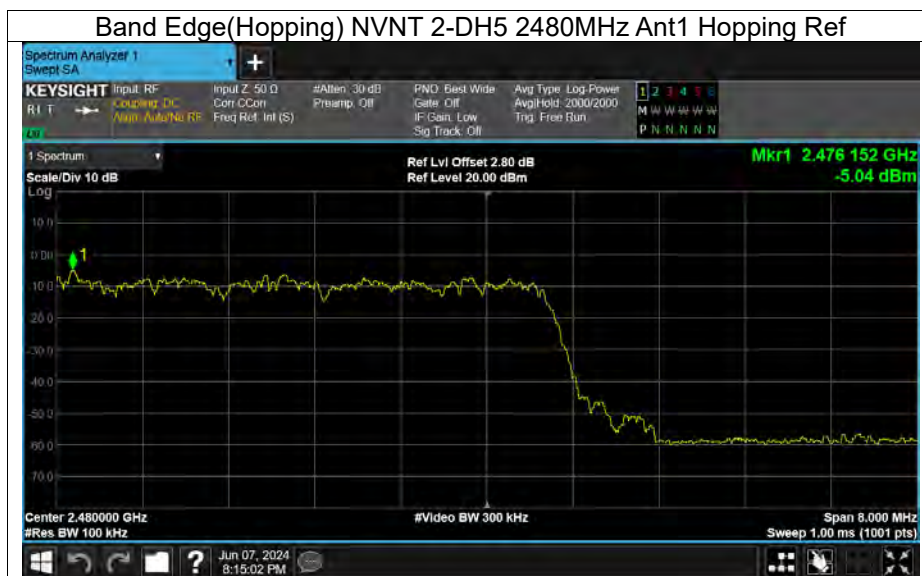 Band Edge(Hopping) NVNT 2-DH5 2480MHz Ant1 Hopping Ref
Spectrum Analyzer 1
Swept SA
+
KEYSIGHT Input: RF Input Z: 50 Ω #Atten: 30 dB PNO: Best Wide Avg Type: Log-Power 1 2 3 4 5 6
Coupling: DC Corr CCorr Preamp: Off Gate: Off Avg|Hold: 2000/2000 M W W W W W
Align: Auto/No RF Freq Ref: Int (S) IF Gain: Low Trig: Free Run
Sig Track: Off P N N N N N
1 Spectrum Ref Lvl Offset 2.80 dB Mkr1 2.476 152 GHz
Scale/Div 10 dB Ref Level 20.00 dBm -5.04 dBm
Log
10.0
0.00
1
-10.0
-20.0
-30.0
-40.0
-50.0
-60.0
-70.0
Center 2.480000 GHz #Video BW 300 kHz Span 8.000 MHz
#Res BW 100 kHz Sweep 1.00 ms (1001 pts)
? Jun 07, 2024
8:15:02 PM